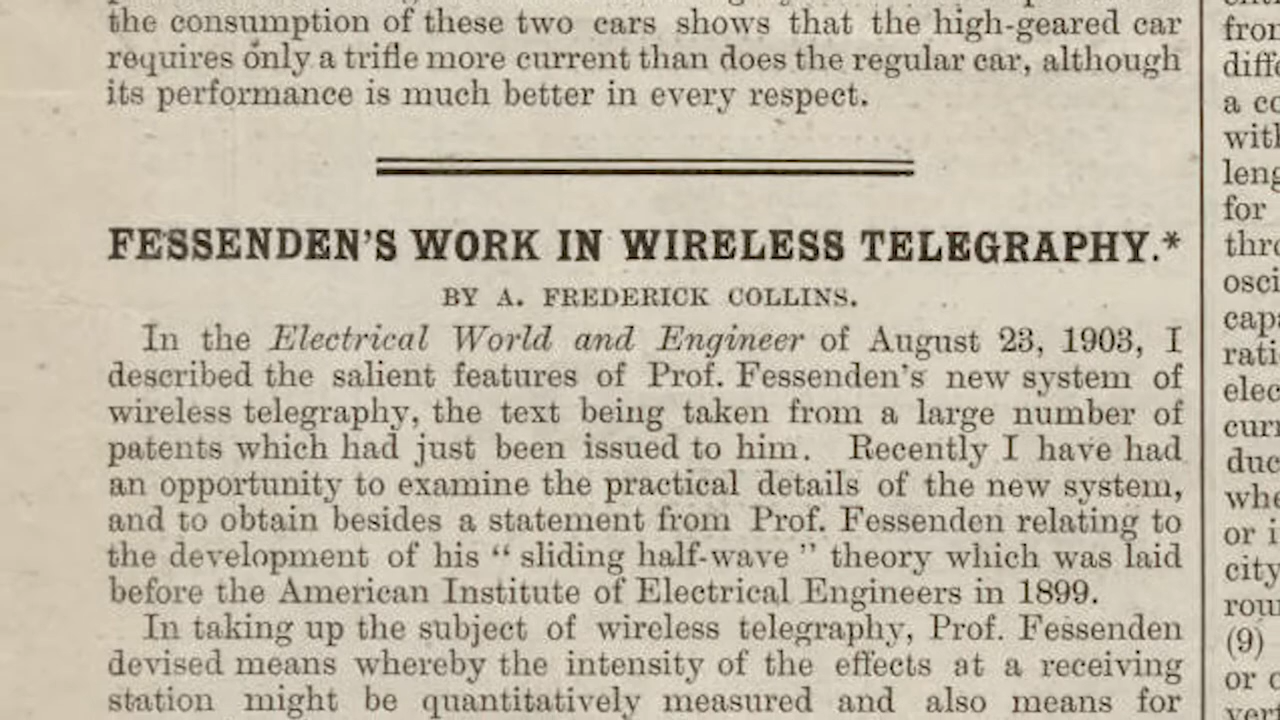 the consumption of these two cars shows that the high-geared car
requires only a trifle more current than does the regular car, although
its performance is much better in every respect.
FESSENDEN'S WORK IN WIRELESS TELEGRAPHY.*
BY A. FREDERICK COLLINS.
In the Electrical World and Engineer of August 23, 1903, I
described the salient features of Prof. Fessenden's new system of
wireless telegraphy, the text being taken from a large number of
patents which had just been issued to him. Recently I have had
an opportunity to examine the practical details of the new system,
and to obtain besides a statement from Prof. Fessenden relating to
the development of his “ sliding half-wave ” theory which was laid
before the American Institute of Electrical Engineers in 1899.
In taking up the subject of wireless telegraphy, Prof. Fessenden
devised means whereby the intensity of the effects at a receiving
station might be quantitatively measured and also means for
a
for
or
(9)
or